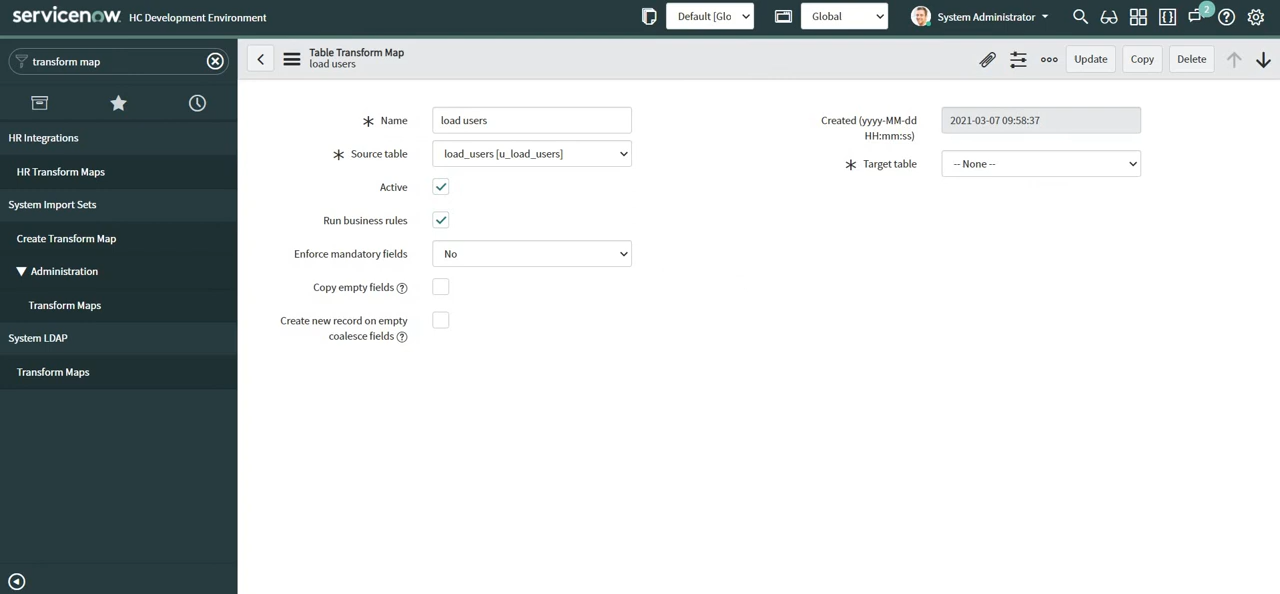 servicenow HC Development Environment
Default [Glo
Global
System Administrator
2
transform map
HR Integrations
HR Transform Maps
System Import Sets
Create Transform Map
Administration
Transform Maps
System LDAP
Transform Maps
Table Transform Map
load users
Update
Copy
Delete
Name
load users
Source table
load_users [u_load_users]
Active
Run business rules
Enforce mandatory fields
No
Copy empty fields
Create new record on empty
coalesce fields
Created (yyyy-MM-dd
HH:mm:ss)
2021-03-07 09:58:37
Target table
-- None --